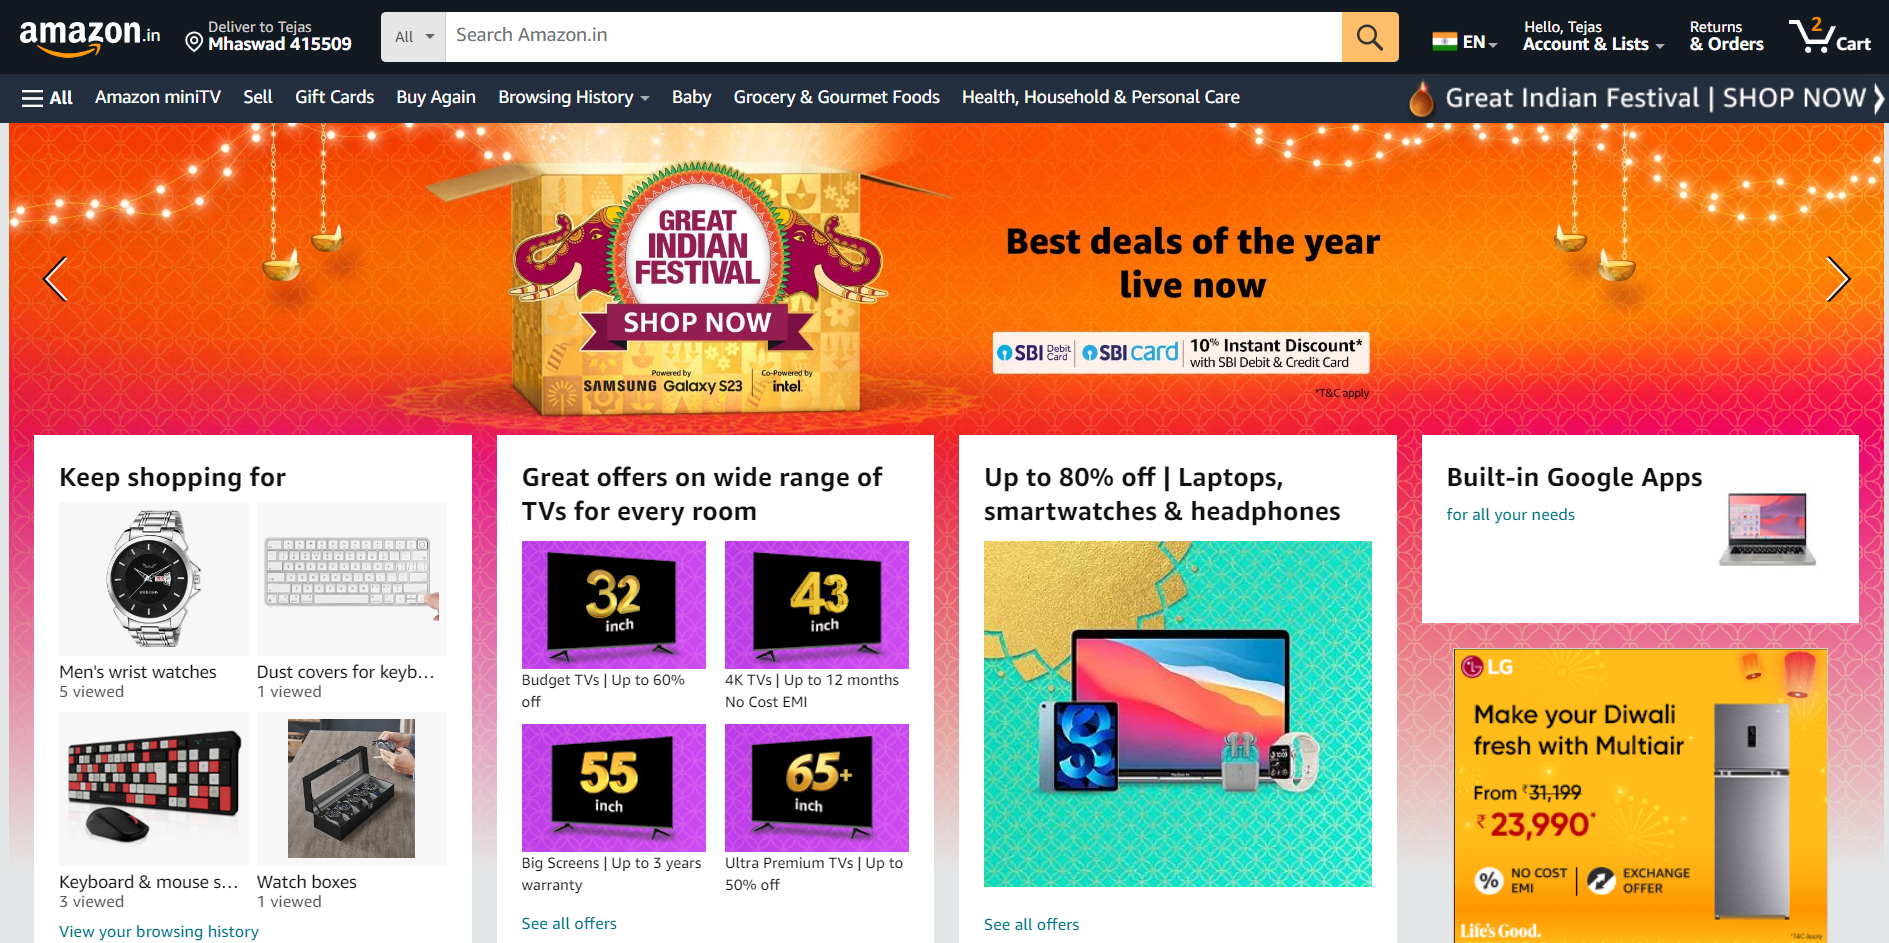 amazon.in
Deliver to Tejas
Mhaswad 415509
All
Search Amazon.in
EN
Hello, Tejas
Account & Lists
Returns
& Orders
2
Cart
All
Amazon miniTV
Sell
Gift Cards
Buy Again
Browsing History
Baby
Grocery & Gourmet Foods
Health, Household & Personal Care
Great Indian Festival | SHOP NOW
GREAT
INDIAN
FESTIVAL
SHOP NOW
Powered by
SAMSUNG Galaxy S23
Co-Powered by
intel
Best deals of the year
live now
SBI Debit Card
SBI card
10% Instant Discount*
with SBI Debit & Credit Card
*T&C apply
Keep shopping for
Men's wrist watches
5 viewed
Dust covers for keyb...
1 viewed
Keyboard & mouse s...
3 viewed
Watch boxes
1 viewed
View your browsing history
Great offers on wide range of
TVs for every room
32
inch
Budget TVs | Up to 60%
off
43
inch
4K TVs | Up to 12 months
No Cost EMI
55
inch
Big Screens | Up to 3 years
warranty
65+
inch
Ultra Premium TVs | Up to
50% off
See all offers
Up to 80% off | Laptops,
smartwatches & headphones
See all offers
Built-in Google Apps
for all your needs
LG
Make your Diwali
fresh with Multiair
From ₹31,199
₹23,990*
%
NO COST
EMI
EXCHANGE
OFFER
Life's Good.
*T&C Apply